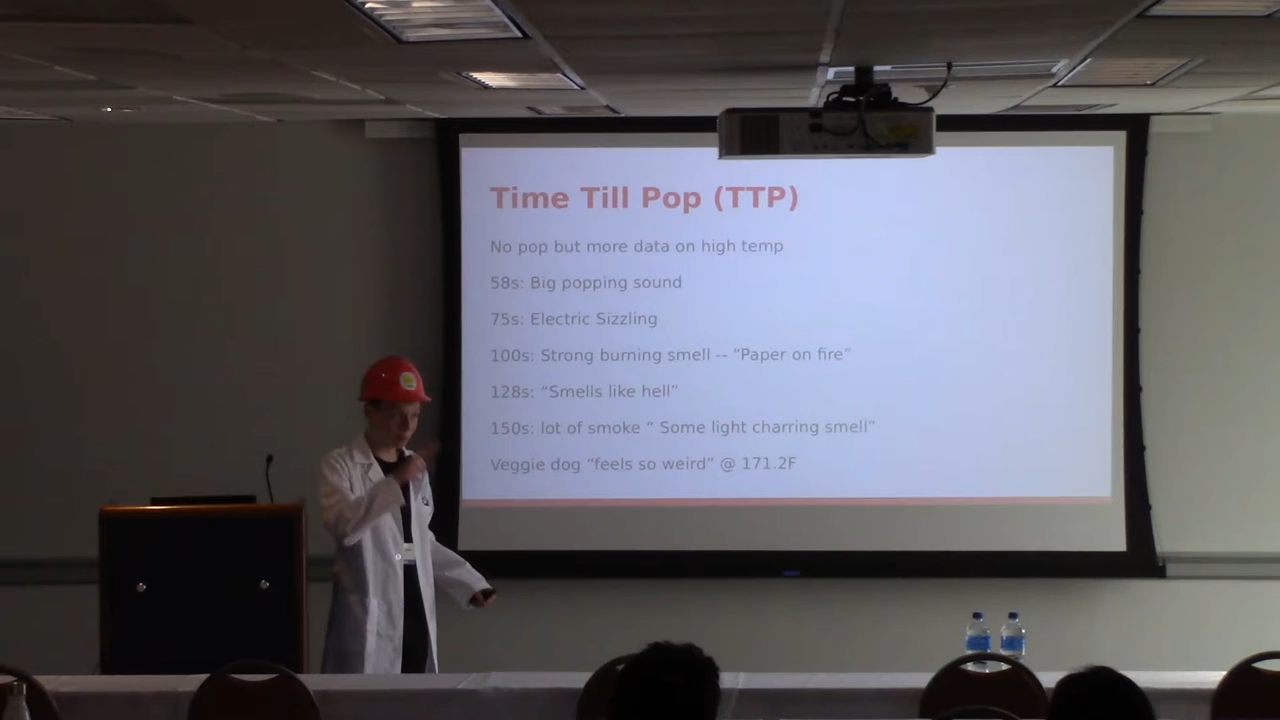 Time Till Pop (TTP)
No pop but more data on high temp
58s: Big popping sound
75s: Electric Sizzling
100s: Strong burning smell -- “Paper on fire”
128s: “Smells like hell”
150s: lot of smoke “ Some light charring smell”
Veggie dog “feels so weird” @ 171.2F